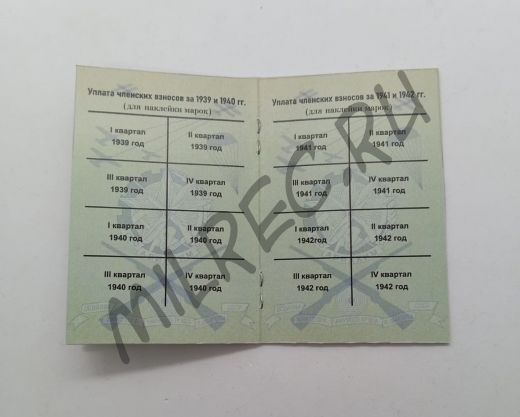 Уплата членских взносов за 1939 и 1940 гг.
(для наклейки марок)
I квартал
1939 год
II квартал
1939 год
III квартал
1939 год
IV квартал
1939 год
I квартал
1940 год
II квартал
1940 год
III квартал
1940 год
IV квартал
1940 год
Уплата членских взносов за 1941 и 1942 гг.
(для наклейки марок)
I квартал
1941 год
II квартал
1941 год
III квартал
1941 год
IV квартал
1941 год
I квартал
1942год
II квартал
1942 год
III квартал
1942 год
IV квартал
1942 год
MILREC.RU